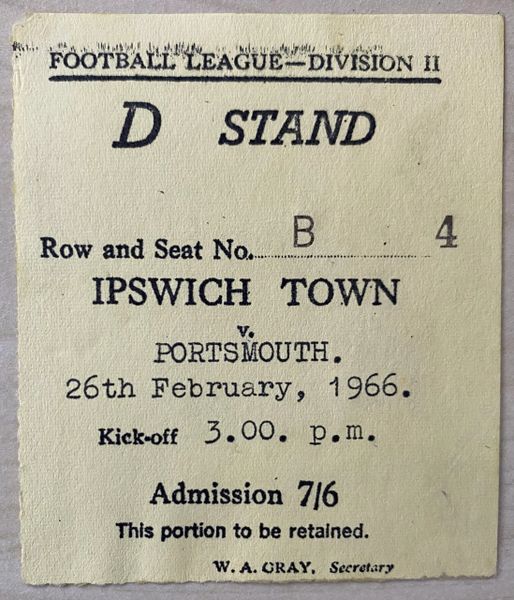 FOOTBALL LEAGUE—DIVISION II
D STAND
Row and Seat No. B 4
IPSWICH TOWN
v.
PORTSMOUTH.
26th February, 1966.
Kick-off 3.00. p.m.
Admission 7/6
This portion to be retained.
W. A. GRAY, Secretary